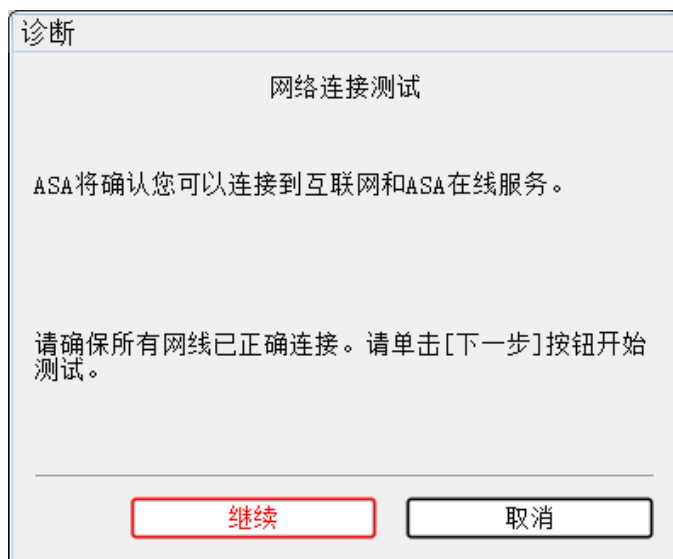 诊断
网络连接测试
ASA将确认您可以连接到互联网和ASA在线服务。
请确保所有网线已正确连接。请单击[下一步]按钮开始
测试。
继续
取消